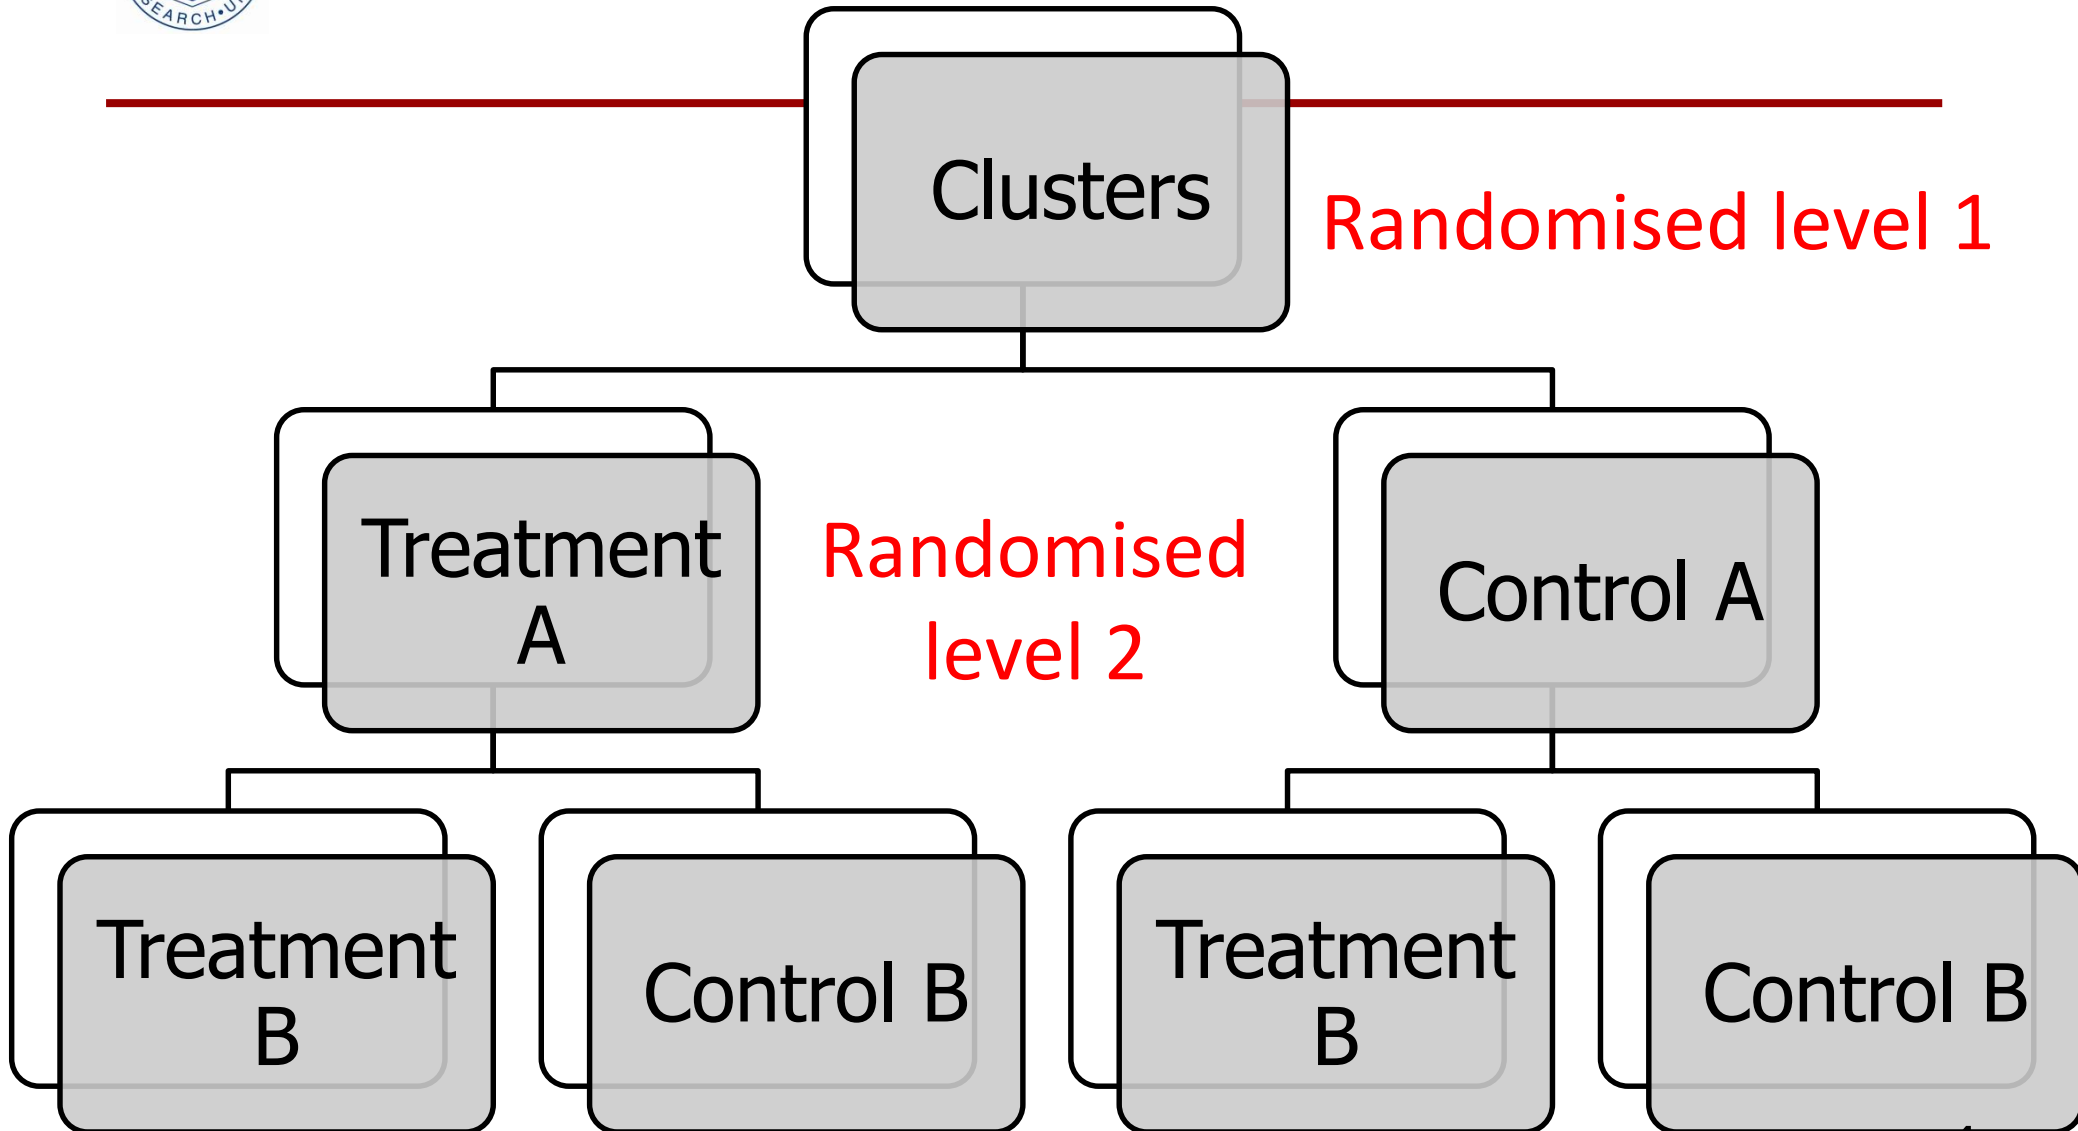 Clusters
Randomised level 1
Treatment
A
Randomised
level 2
Control A
Treatment
B
Control B
Treatment
B
Control B